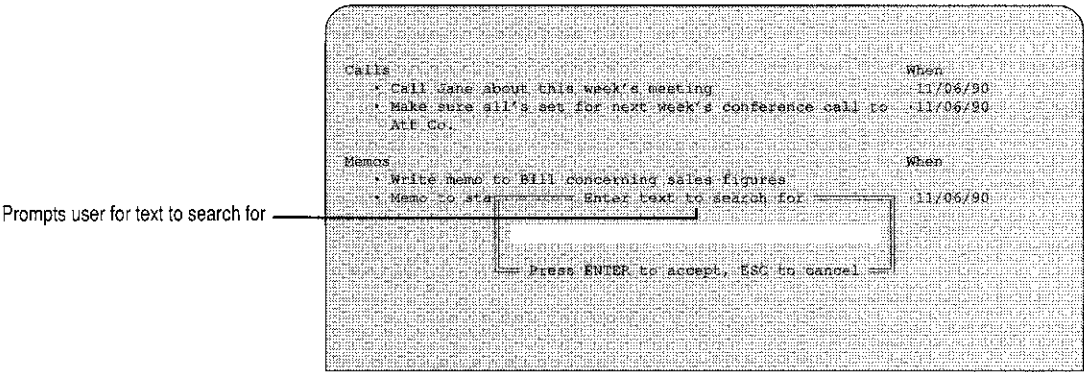 Calls When
• Call Jane about this week's meeting 11/06/90
• Make sure all's set for next week's conference call to 11/06/90
Att Co.
Memos When
• Write memo to Bill concerning sales figures
• Memo to sta Enter text to search for 11/06/90
Prompts user for text to search for
Press ENTER to accept, ESC to cancel